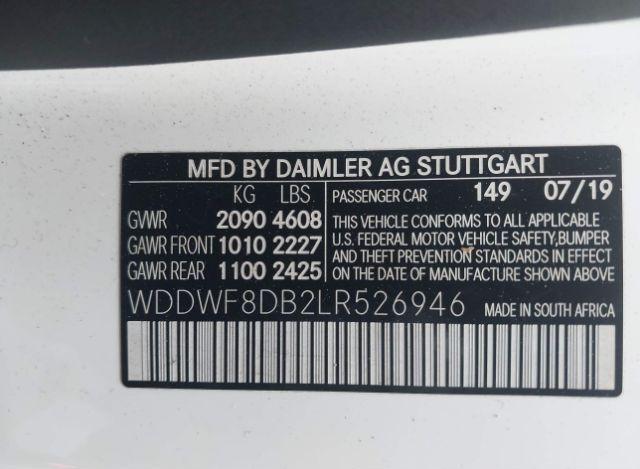 MFD BY DAIMLER AG STUTTGART
KG LBS PASSENGER CAR 149 07/19
GVWR 2090 4608 THIS VEHICLE CONFORMS TO ALL APPLICABLE
GAWR FRONT 1010 2227 U.S. FEDERAL MOTOR VEHICLE SAFETY,BUMPER
AND THEFT PREVENTION STANDARDS IN EFFECT
GAWR REAR 1100 2425 ON THE DATE OF MANUFACTURE SHOWN ABOVE
WDDWF8DB2LR526946 MADE IN SOUTH AFRICA